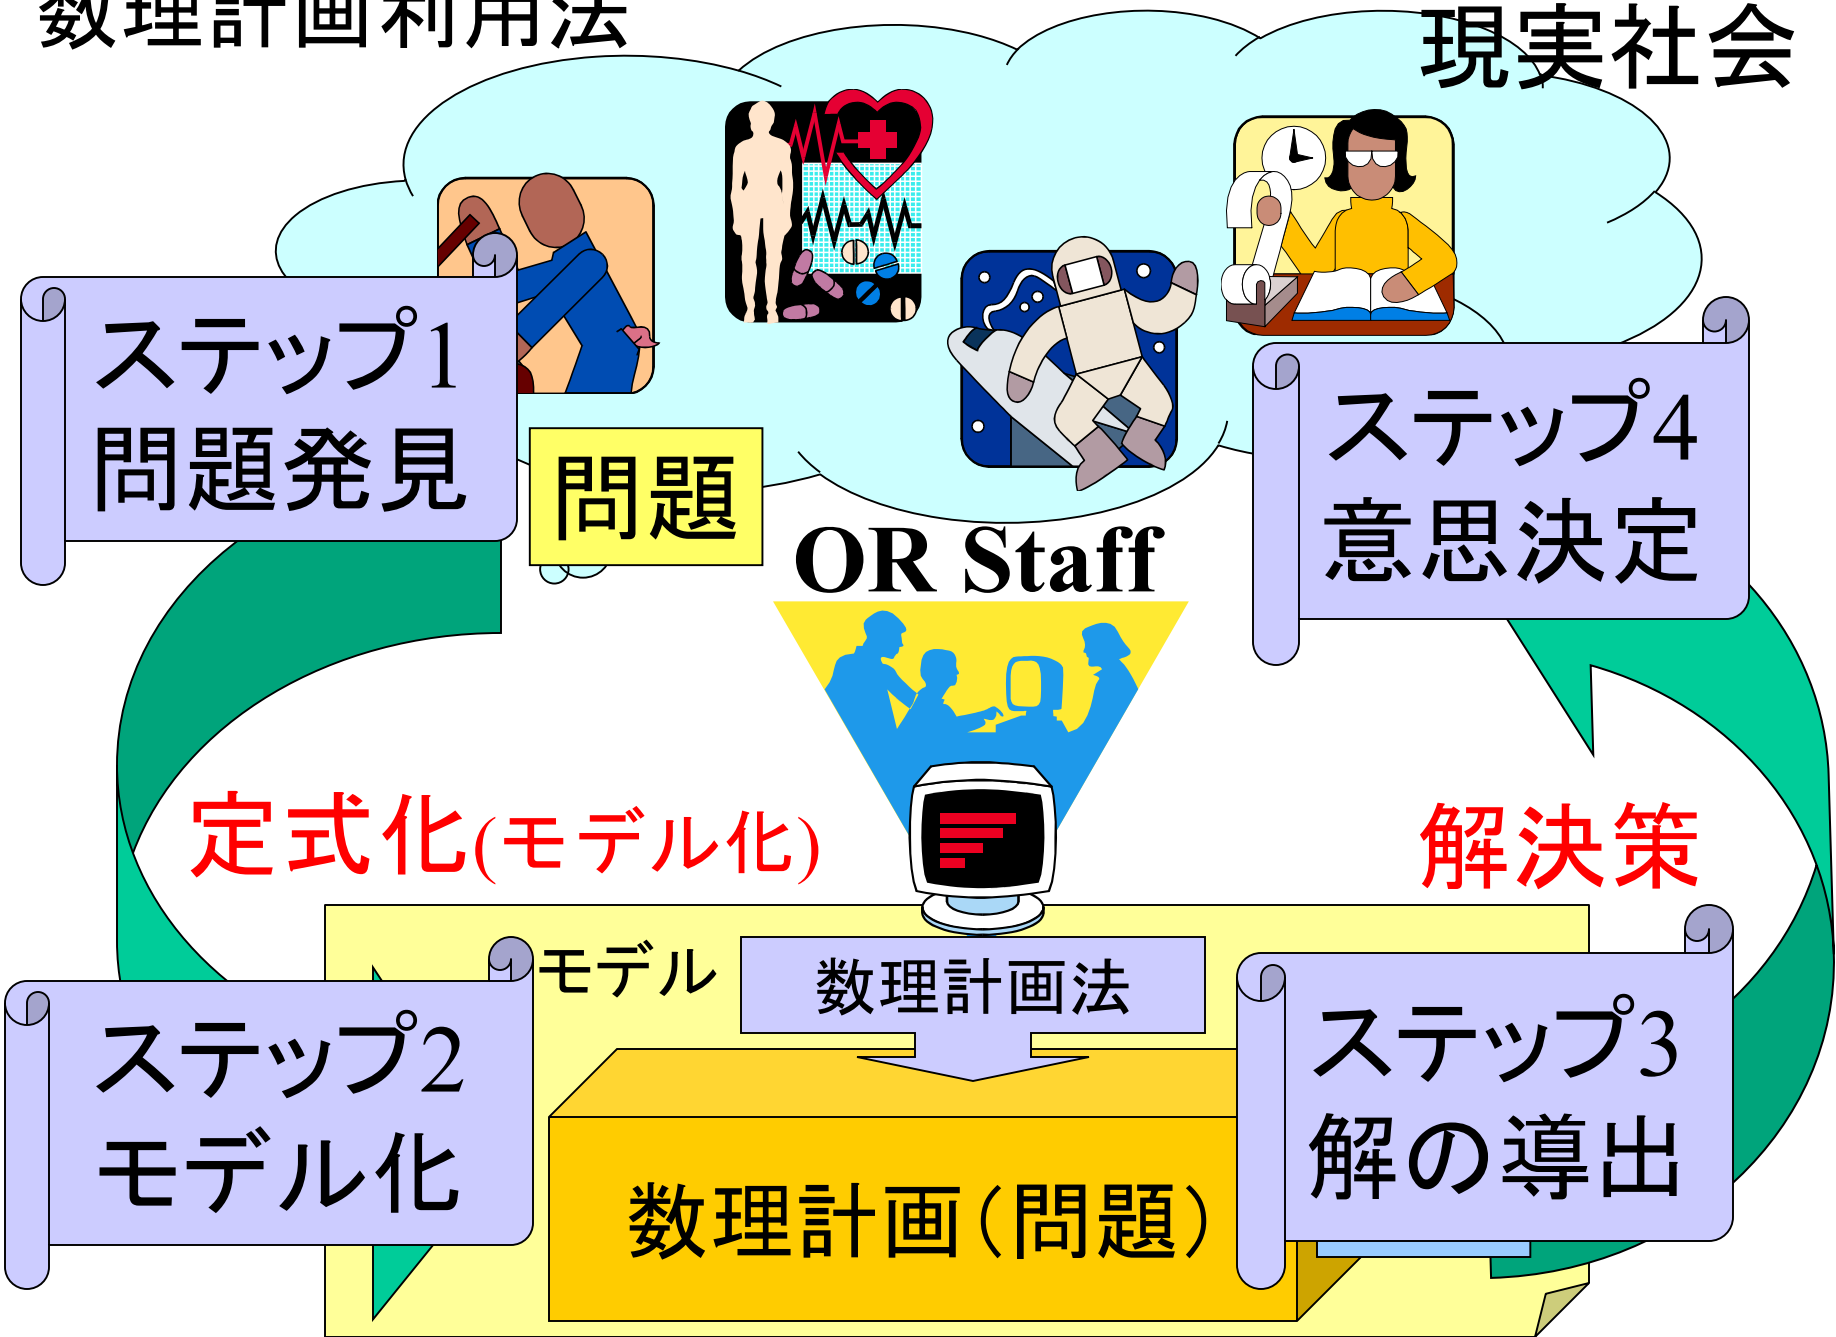 数理計画利用法
現実社会
ステップ1
問題発見
問題
ステップ4
意思決定
OR Staff
定式化(モデル化)
解決策
モデル
数理計画法
ステップ2
モデル化
ステップ3
解の導出
数理計画(問題)